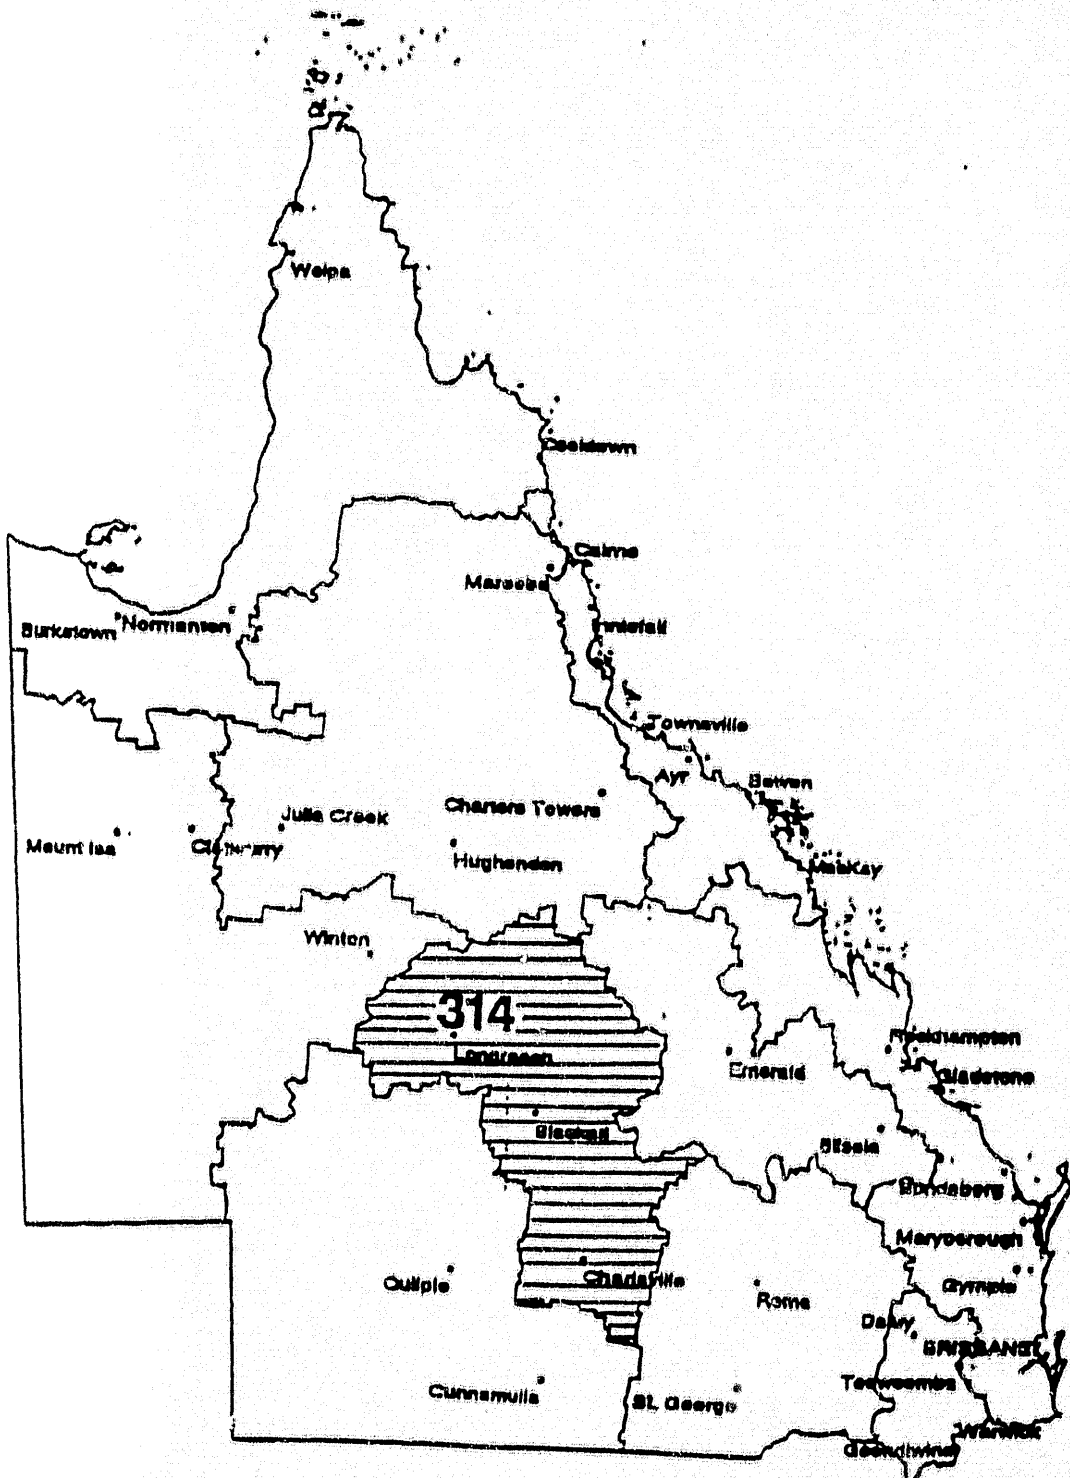 Weipa
Cooktown
Cairns
Mareeba
Burketown
Normanton
Innisfail
Townsville
Ayr
Bowen
Charters Towers
Julia Creek
Mount Isa
Cloncurry
Hughenden
MacKay
Winton
314
Longreach
Rockhampton
Emerald
Gladstone
Blackall
Biloela
Bundaberg
Maryborough
Quilpie
Charleville
Roma
Gympie
Dalby
BRISBANE
Toowoomba
Cunnamulla
St. George
Warwick
Goondiwindi